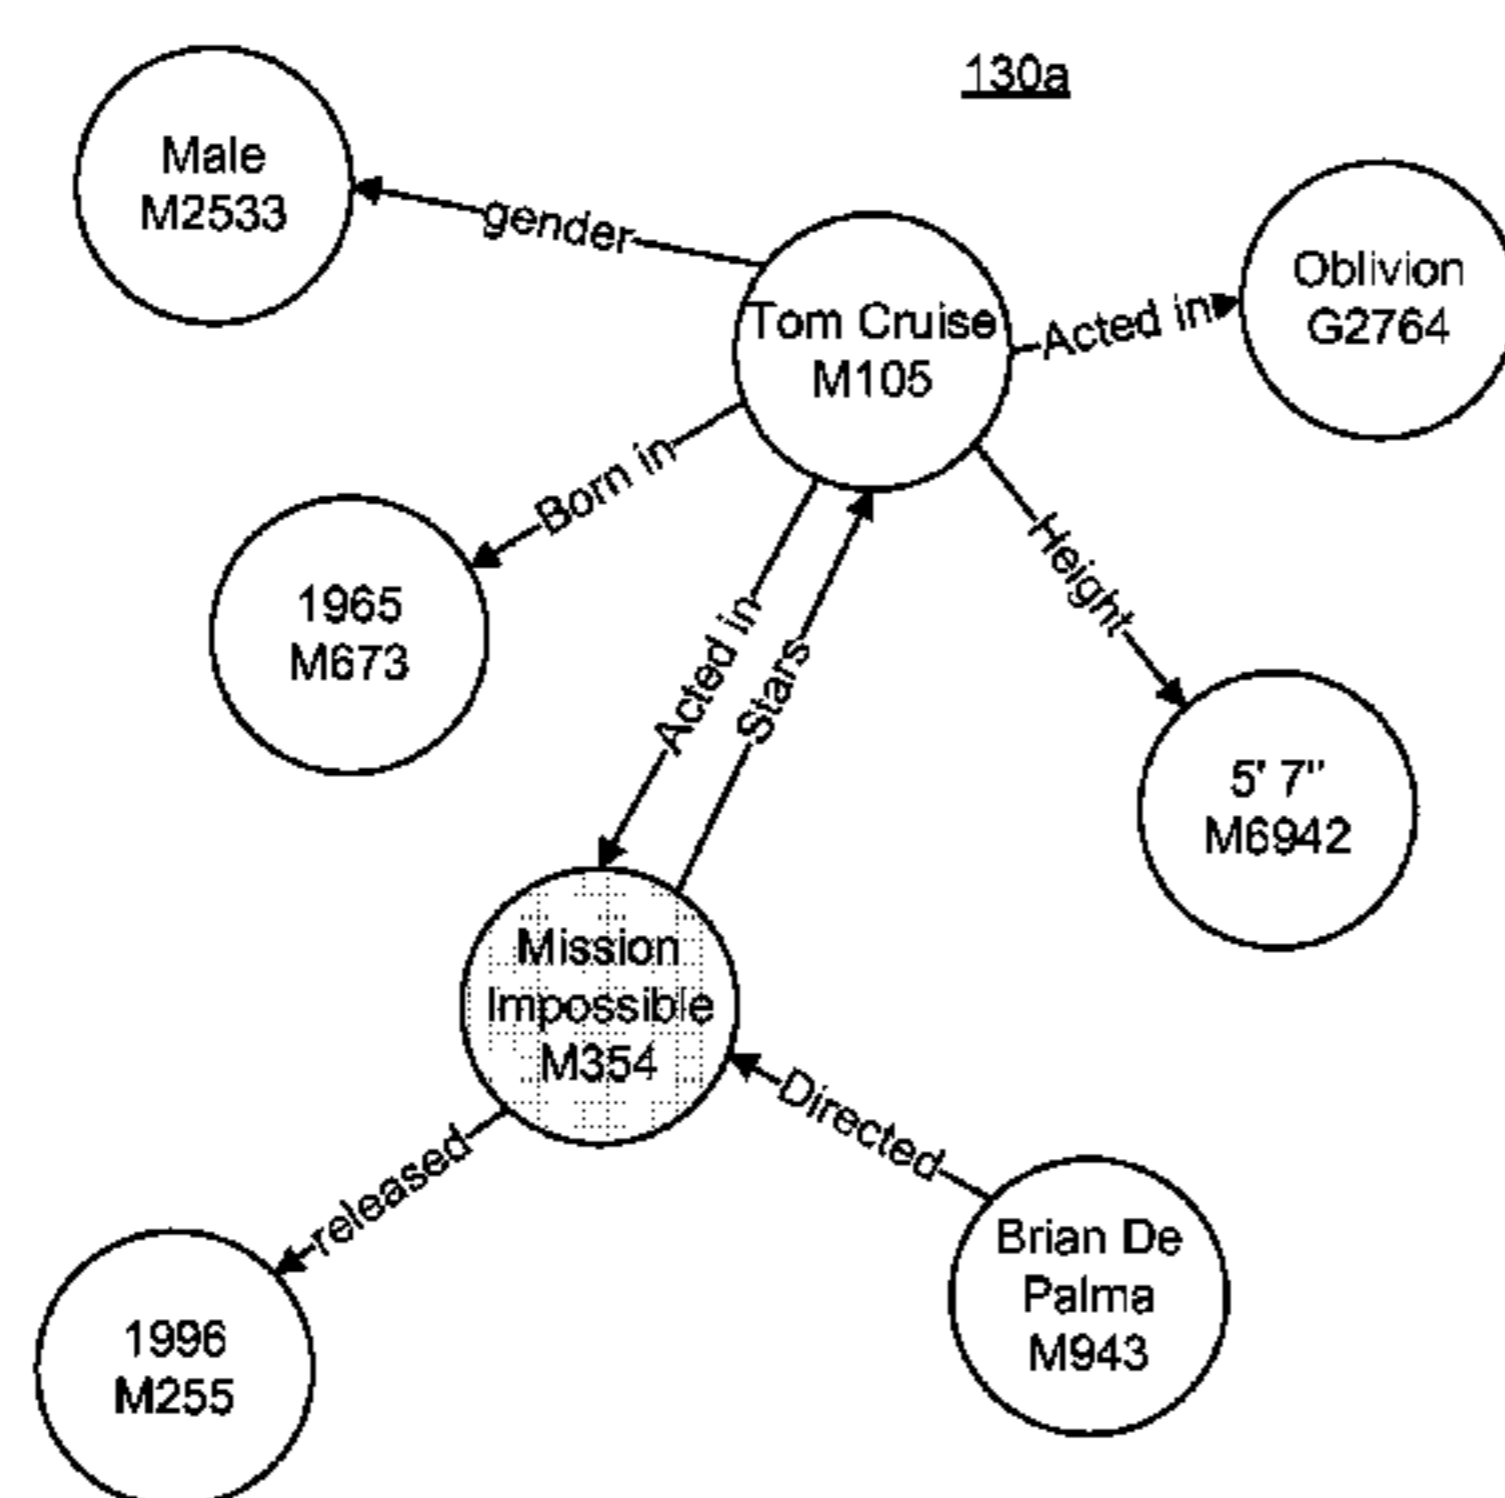 130a
Male
M2533
gender
Tom Cruise
M105
Acted in
Oblivion
G2764
Born in
1965
M673
Acted in
Stars
Height
5' 7"
M6942
Mission
Impossible
M354
Directed
released
Brian De
Palma
M943
1996
M255